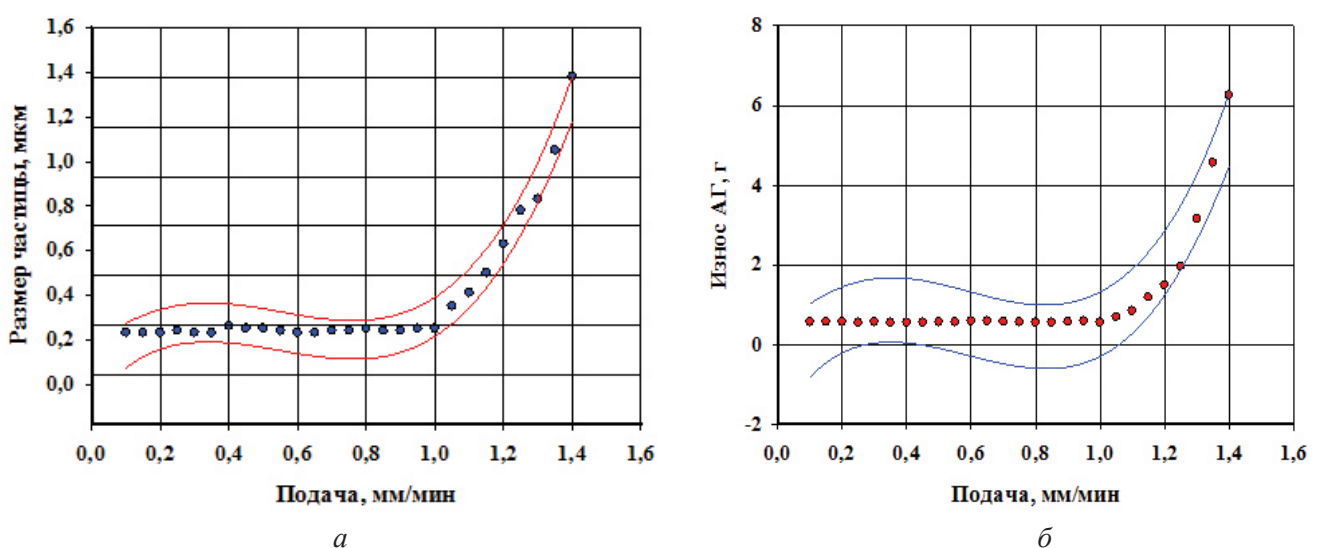 Размер частицы, мкм
1,6
1,4
1,2
1,0
0,8
0,6
0,4
0,2
0,0
0,0 0,2 0,4 0,6 0,8 1,0 1,2 1,4 1,6
Подача, мм/мин
а
Износ АГ, г
8
6
4
2
0
-2
0,0 0,2 0,4 0,6 0,8 1,0 1,2 1,4 1,6
Подача, мм/мин
б